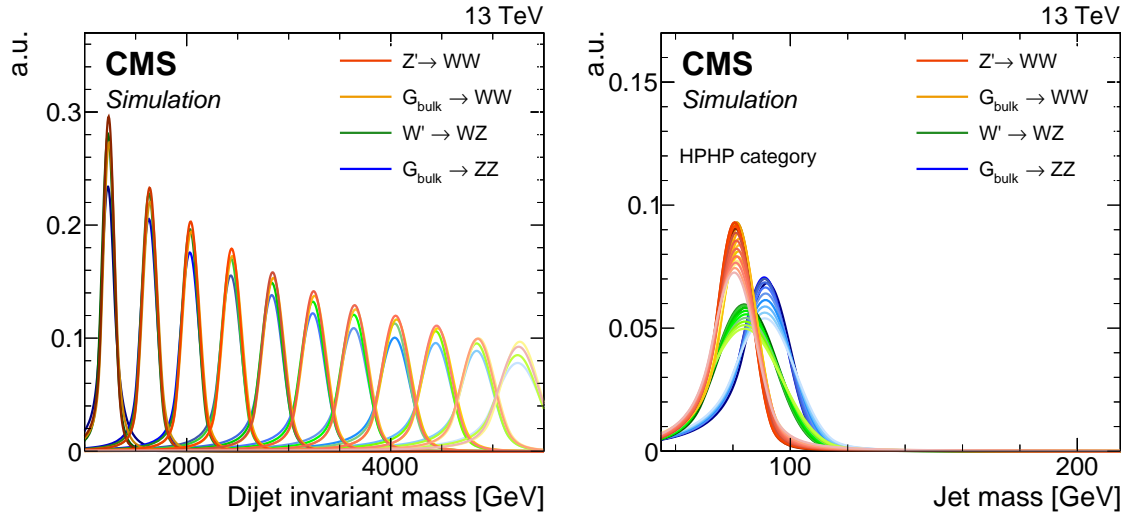 13 TeV
a.u.
CMS
Simulation
Z'→ WW
G_bulk → WW
W' → WZ
G_bulk → ZZ
0.3
0.2
0.1
0
2000 4000
Dijet invariant mass [GeV]
13 TeV
a.u.
CMS
Simulation
HPHP category
Z'→ WW
G_bulk → WW
W' → WZ
G_bulk → ZZ
0.15
0.1
0.05
0
100 200
Jet mass [GeV]